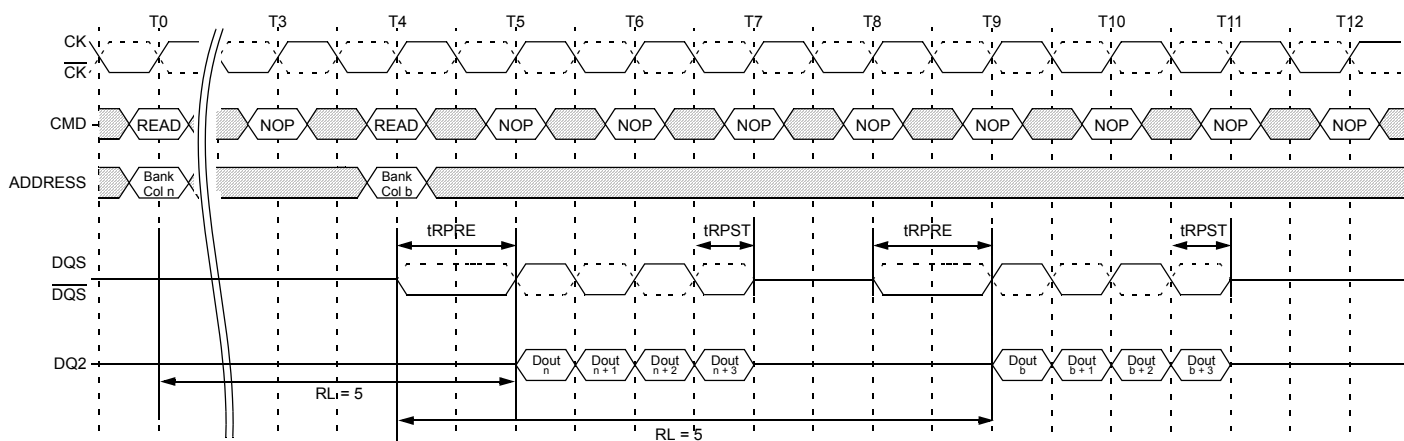 T0 T3 T4 T5 T6 T7 T8 T9 T10 T11 T12
CK
CK
CMD READ NOP READ NOP NOP NOP NOP NOP NOP NOP NOP
ADDRESS Bank Col n Bank Col b
tRPRE tRPST tRPRE tRPST
DQS
DQS
DQ2 Dout n Dout n + 1 Dout n + 2 Dout n + 3 Dout b Dout b + 1 Dout b + 2 Dout b + 3
RL = 5
RL = 5